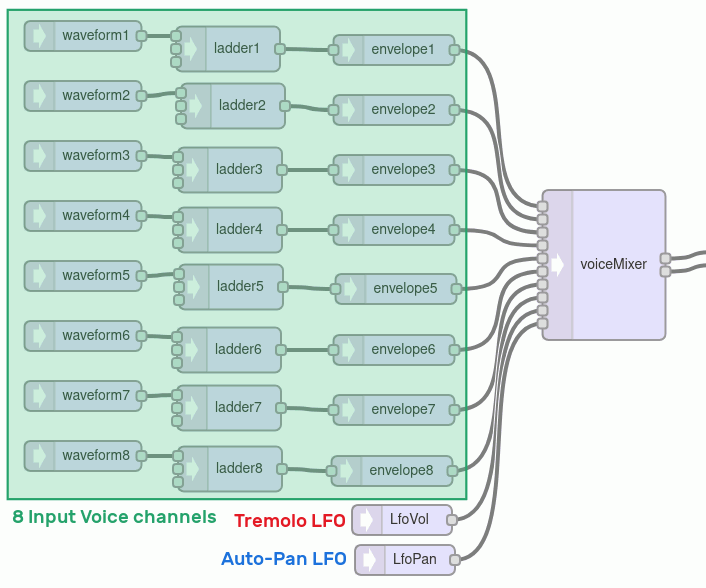 waveform1 ladder1 envelope1
waveform2 ladder2 envelope2
waveform3 ladder3 envelope3
waveform4 ladder4 envelope4
voiceMixer
waveform5 ladder5 envelope5
waveform6 ladder6 envelope6
waveform7 ladder7 envelope7
waveform8 ladder8 envelope8
8 Input Voice channels
Tremolo LFO LfoVol
Auto-Pan LFO LfoPan